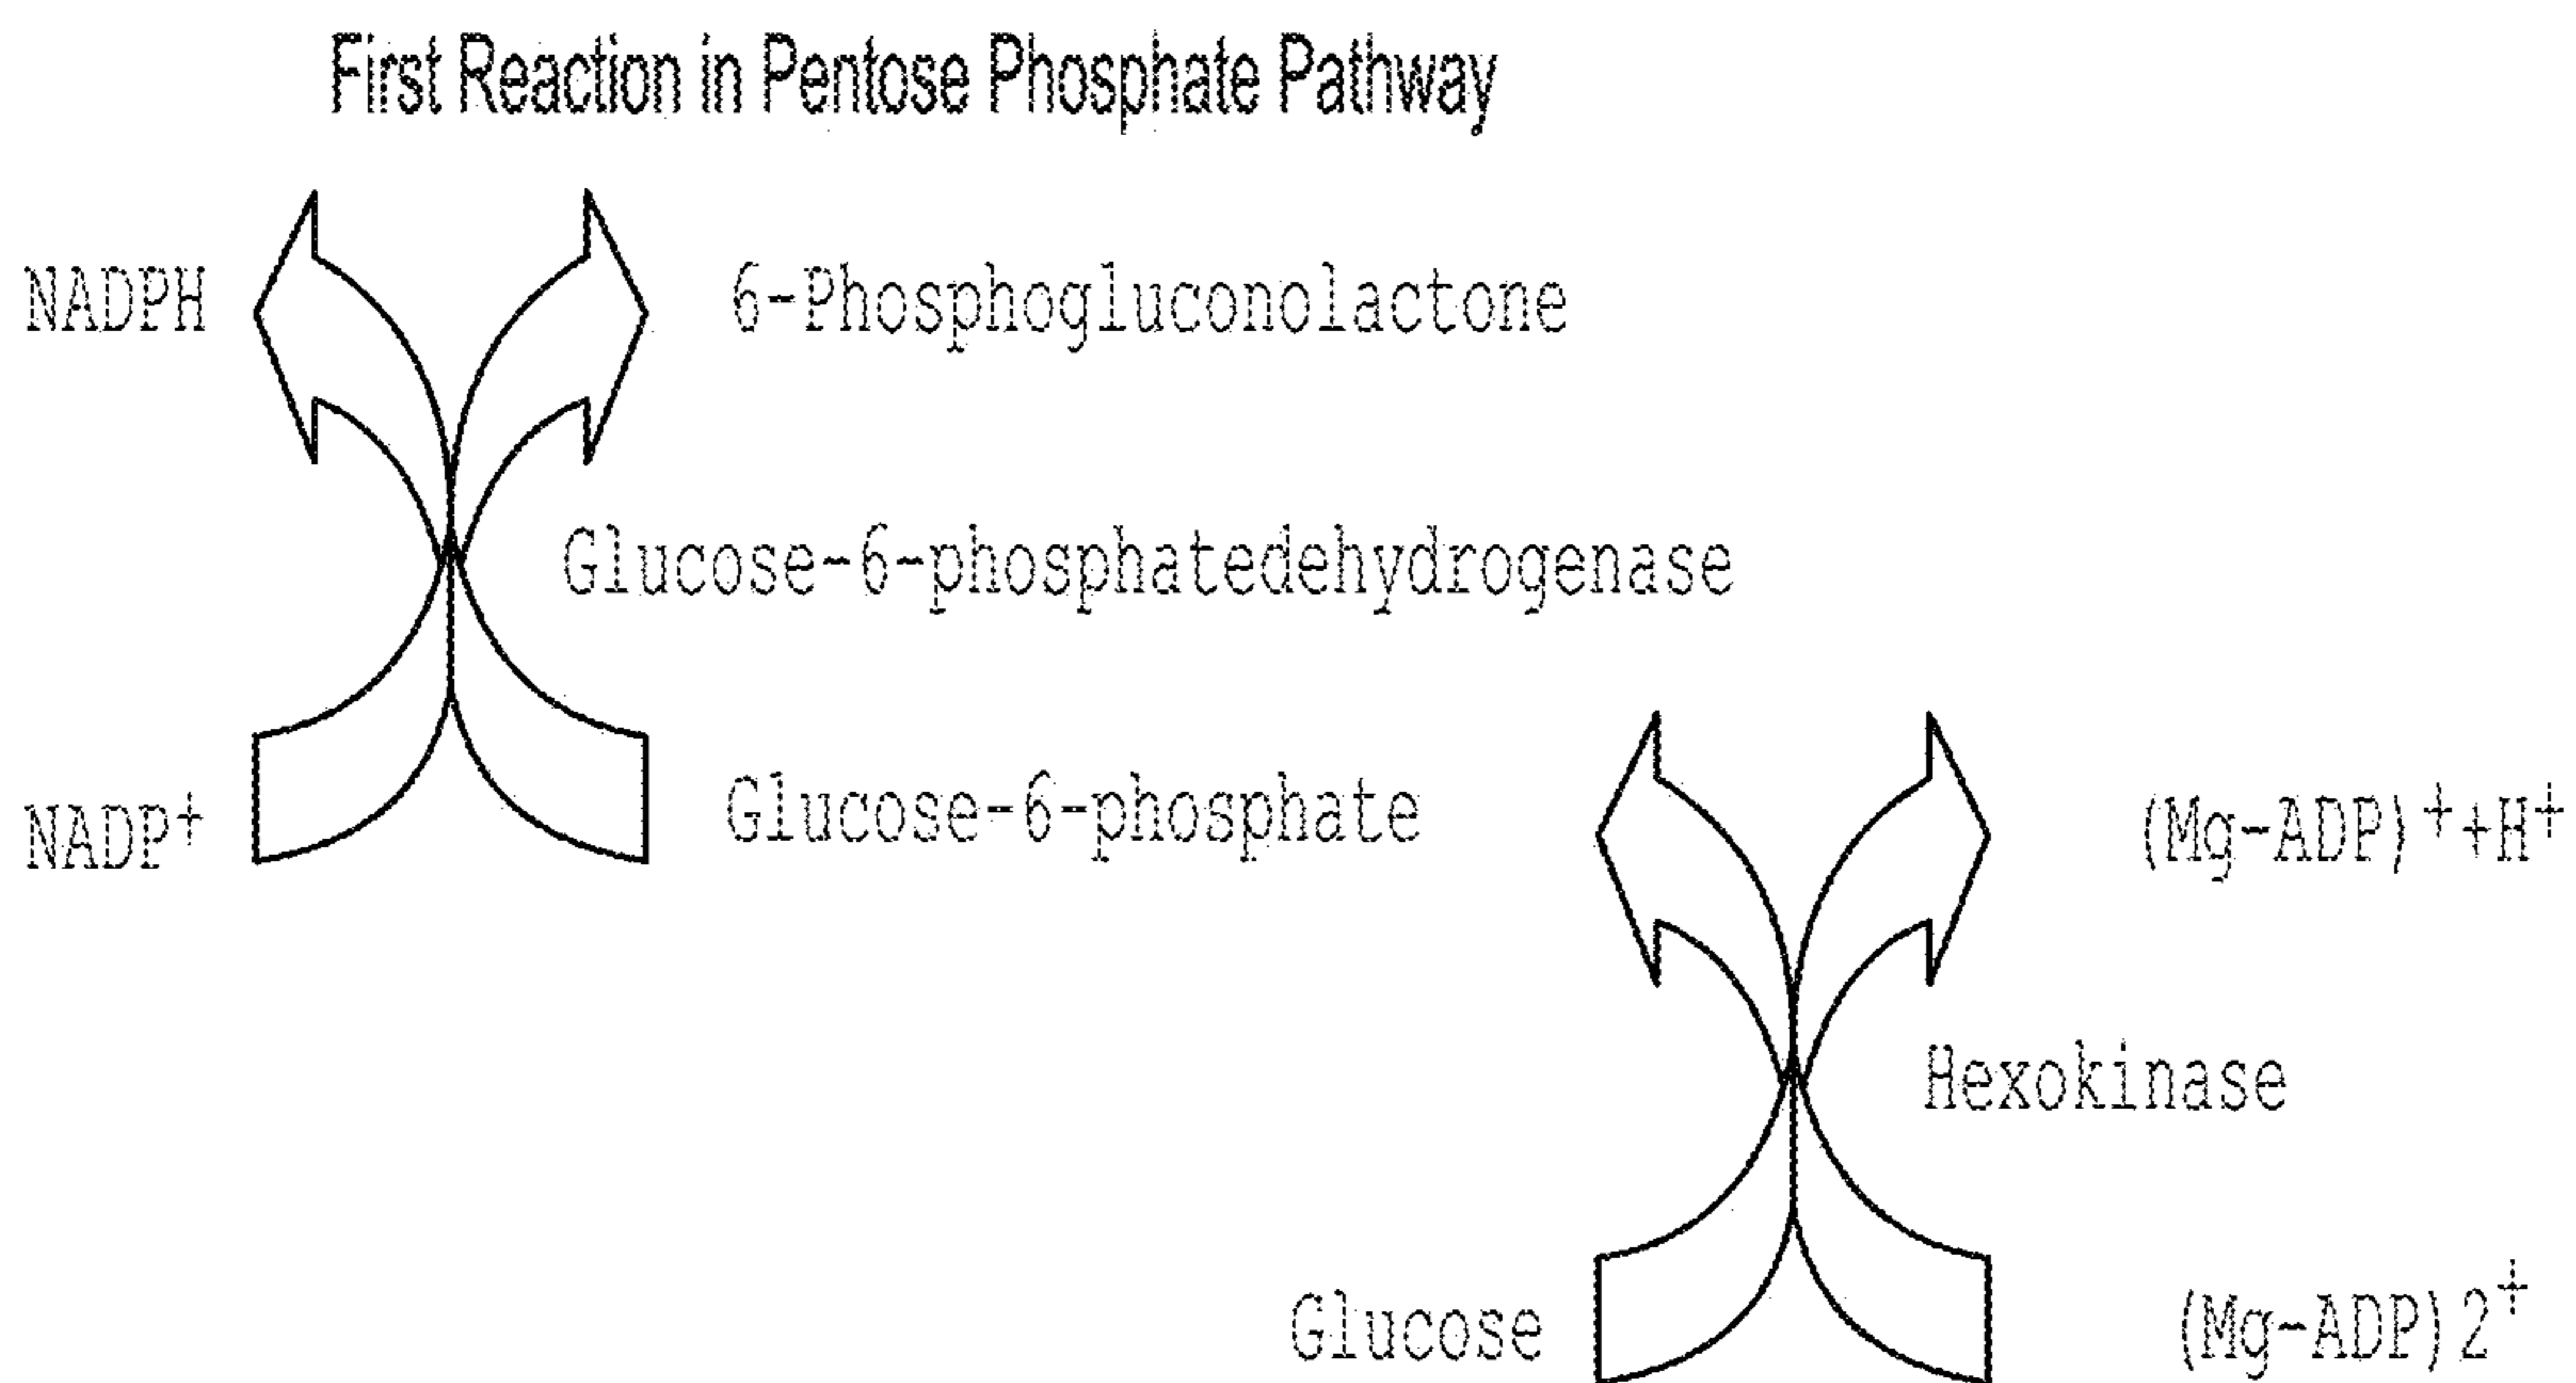 First Reaction in Pentose Phosphate Pathway
NADPH
6-Phosphogluconolactone
Glucose-6-phosphatedehydrogenase
NADP⁺
Glucose-6-phosphate
(Mg-ADP)⁺+H⁺
Hexokinase
Glucose
(Mg-ADP)2⁺